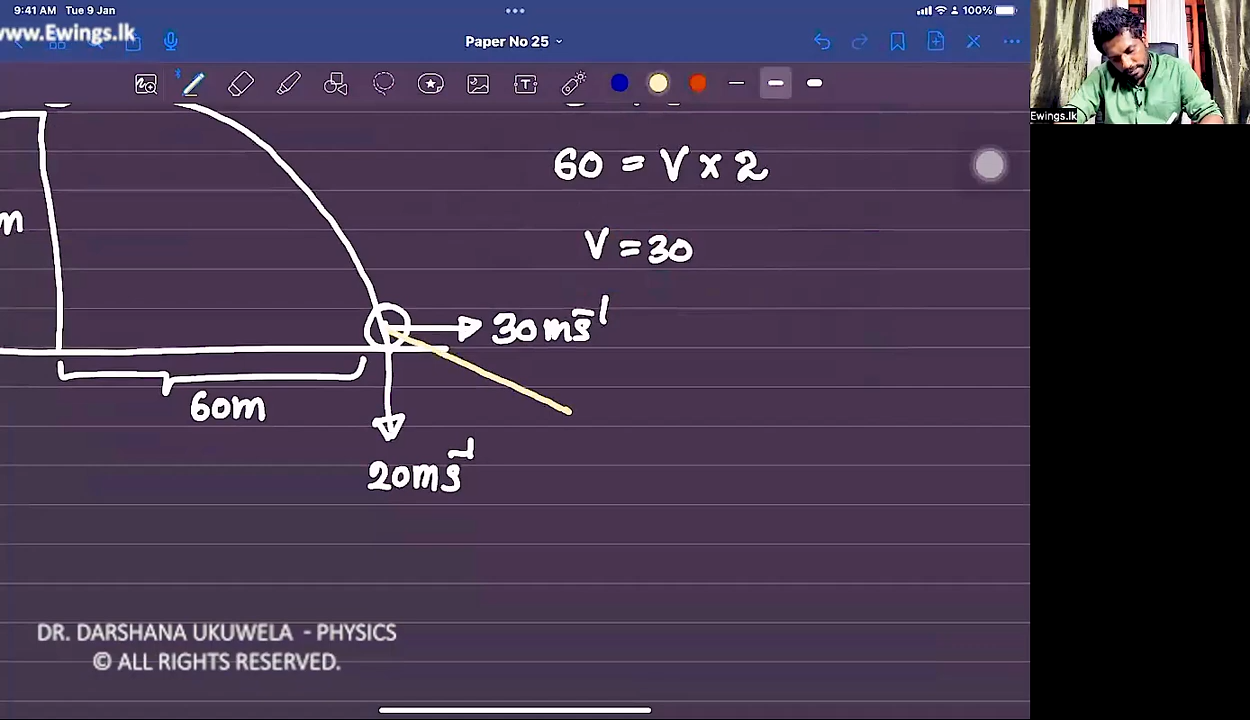 9:41 AM Tue 9 Jan
100%
www.Ewings.lk
Paper No 25
60 = V × 2
m
V = 30
30ms⁻¹
60m
20ms⁻¹
Ewings.lk
DR. DARSHANA UKUWELA - PHYSICS
© ALL RIGHTS RESERVED.